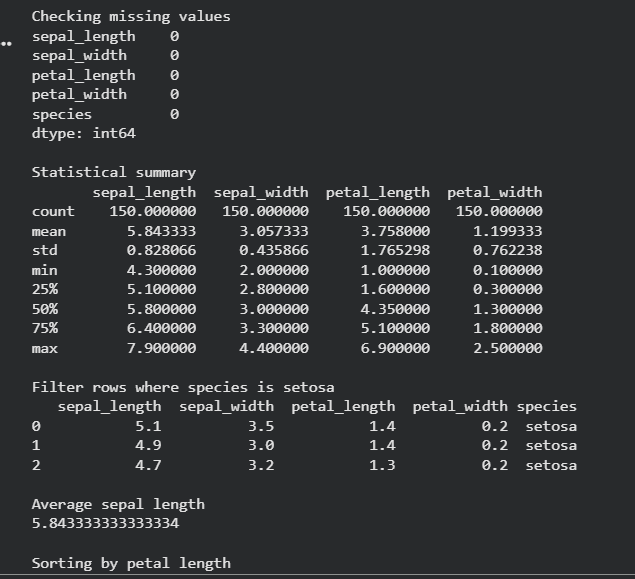 Checking missing values
sepal_length    0
sepal_width     0
petal_length    0
petal_width     0
species         0
dtype: int64

Statistical summary
       sepal_length  sepal_width  petal_length  petal_width
count    150.000000   150.000000    150.000000   150.000000
mean       5.843333     3.057333      3.758000     1.199333
std        0.828066     0.435866      1.765298     0.762238
min        4.300000     2.000000      1.000000     0.100000
25%        5.100000     2.800000      1.600000     0.300000
50%        5.800000     3.000000      4.350000     1.300000
75%        6.400000     3.300000      5.100000     1.800000
max        7.900000     4.400000      6.900000     2.500000

Filter rows where species is setosa
   sepal_length  sepal_width  petal_length  petal_width species
0           5.1          3.5           1.4          0.2  setosa
1           4.9          3.0           1.4          0.2  setosa
2           4.7          3.2           1.3          0.2  setosa

Average sepal length
5.843333333333334

Sorting by petal length